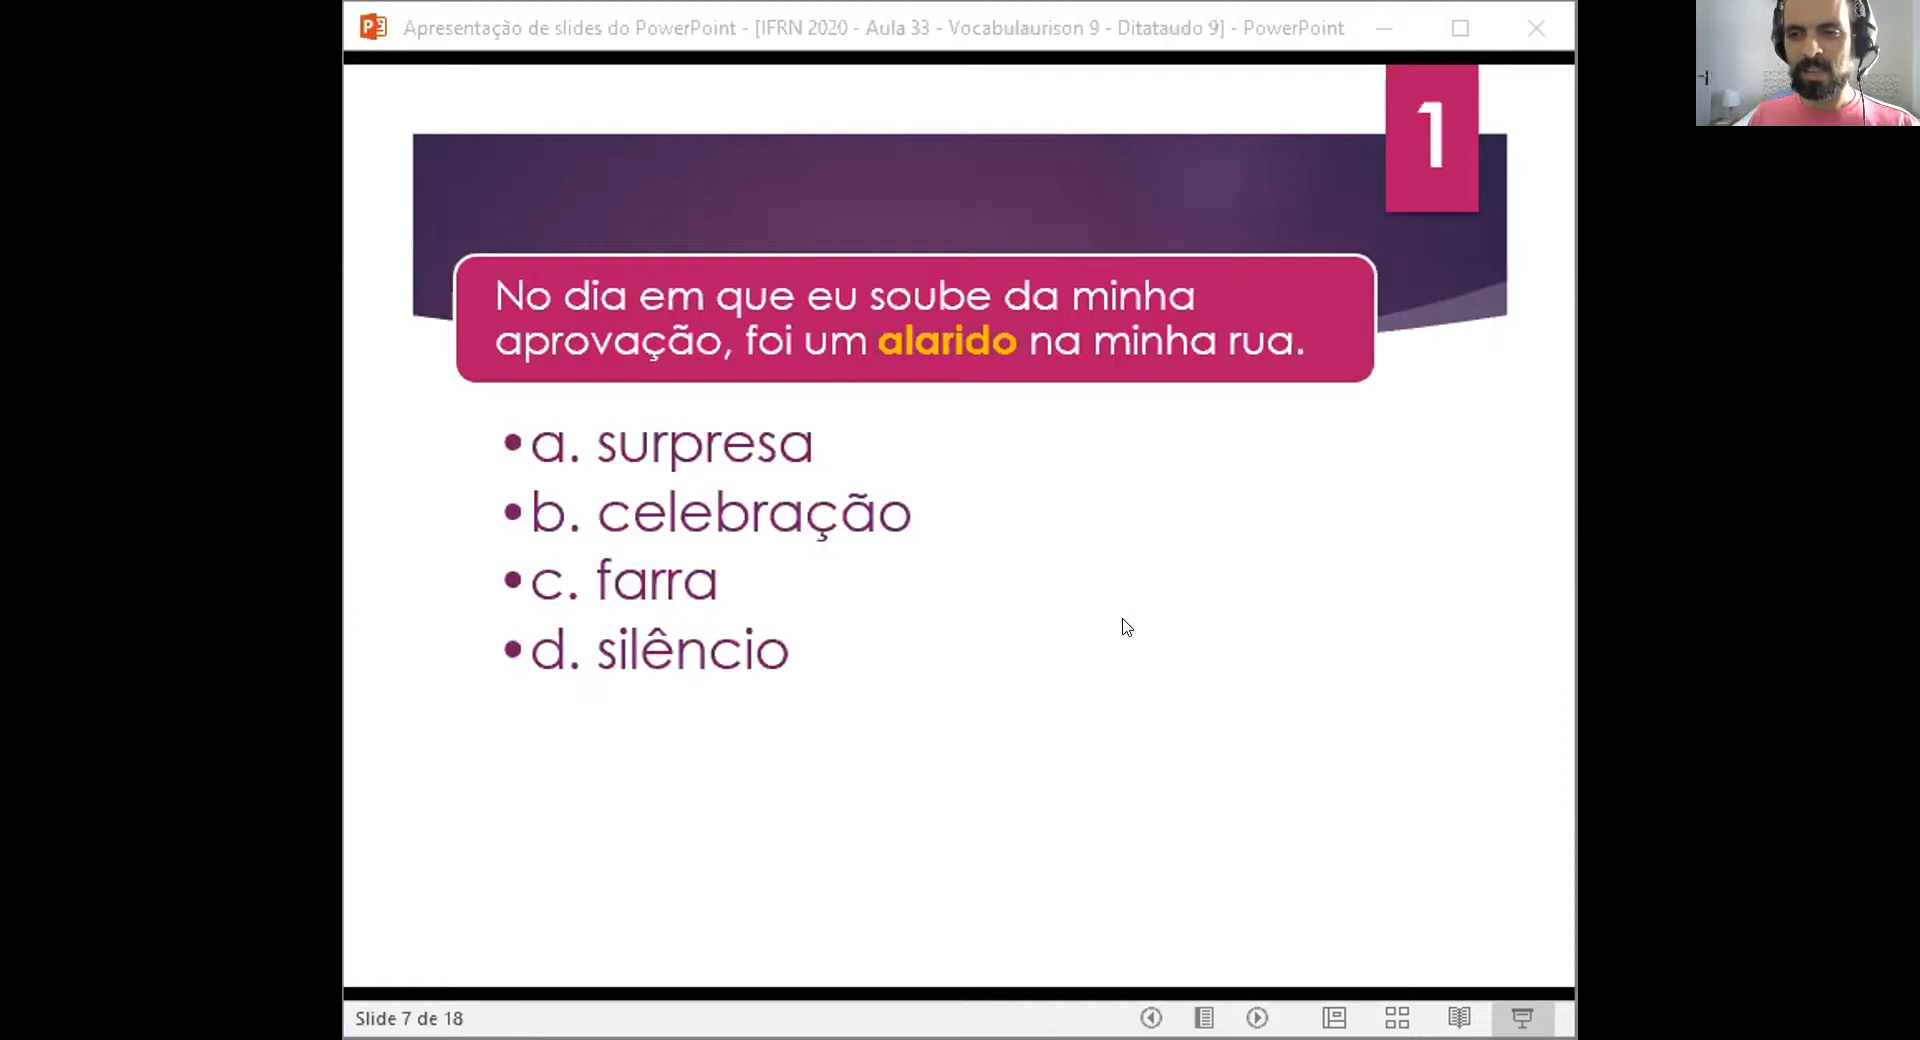 Apresentação de slides do PowerPoint - [IFRN 2020 - Aula 33 - Vocabulaurison 9 - Ditataudo 9] - PowerPoint
1
No dia em que eu soube da minha
aprovação, foi um alarido na minha rua.
•a. surpresa
•b. celebração
•c. farra
•d. silêncio
Slide 7 de 18